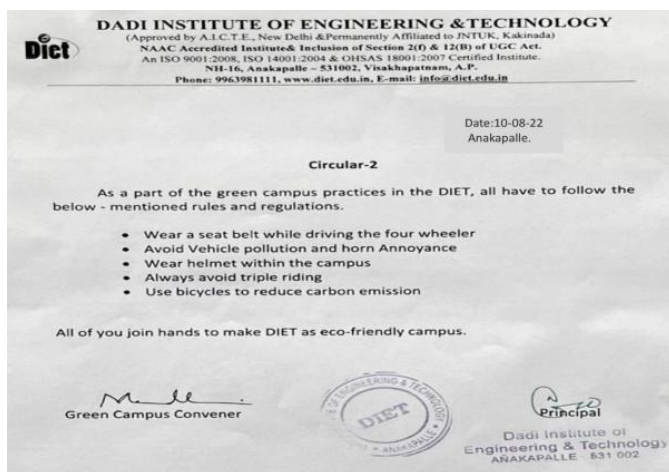 DADI INSTITUTE OF ENGINEERING &TECHNOLOGY
(Approved by A.I.C.T.E., New Delhi &Permanently Affiliated to JNTUK, Kakinada)
NAAC Accredited Institute& Inclusion of Section 2(f) & 12(B) of UGC Act.
An ISO 9001:2008, ISO 14001:2004 & OHSAS 18001:2007 Certified Institute.
NH-16, Anakapalle – 531002, Visakhapatnam, A.P.
Phone: 9963981111, www.diet.edu.in, E-mail: info@diet.edu.in
Diet
Date:10-08-22
Anakapalle.
Circular-2
As a part of the green campus practices in the DIET, all have to follow the
below - mentioned rules and regulations.
• Wear a seat belt while driving the four wheeler
• Avoid Vehicle pollution and horn Annoyance
• Wear helmet within the campus
• Always avoid triple riding
• Use bicycles to reduce carbon emission
All of you join hands to make DIET as eco-friendly campus.
Green Campus Convener
OF ENGINEERING & TECHNOLOGY
DIET
ANAKAPALLE
Principal
Dadi Institute of
Engineering & Technology
ANAKAPALLE - 531 002